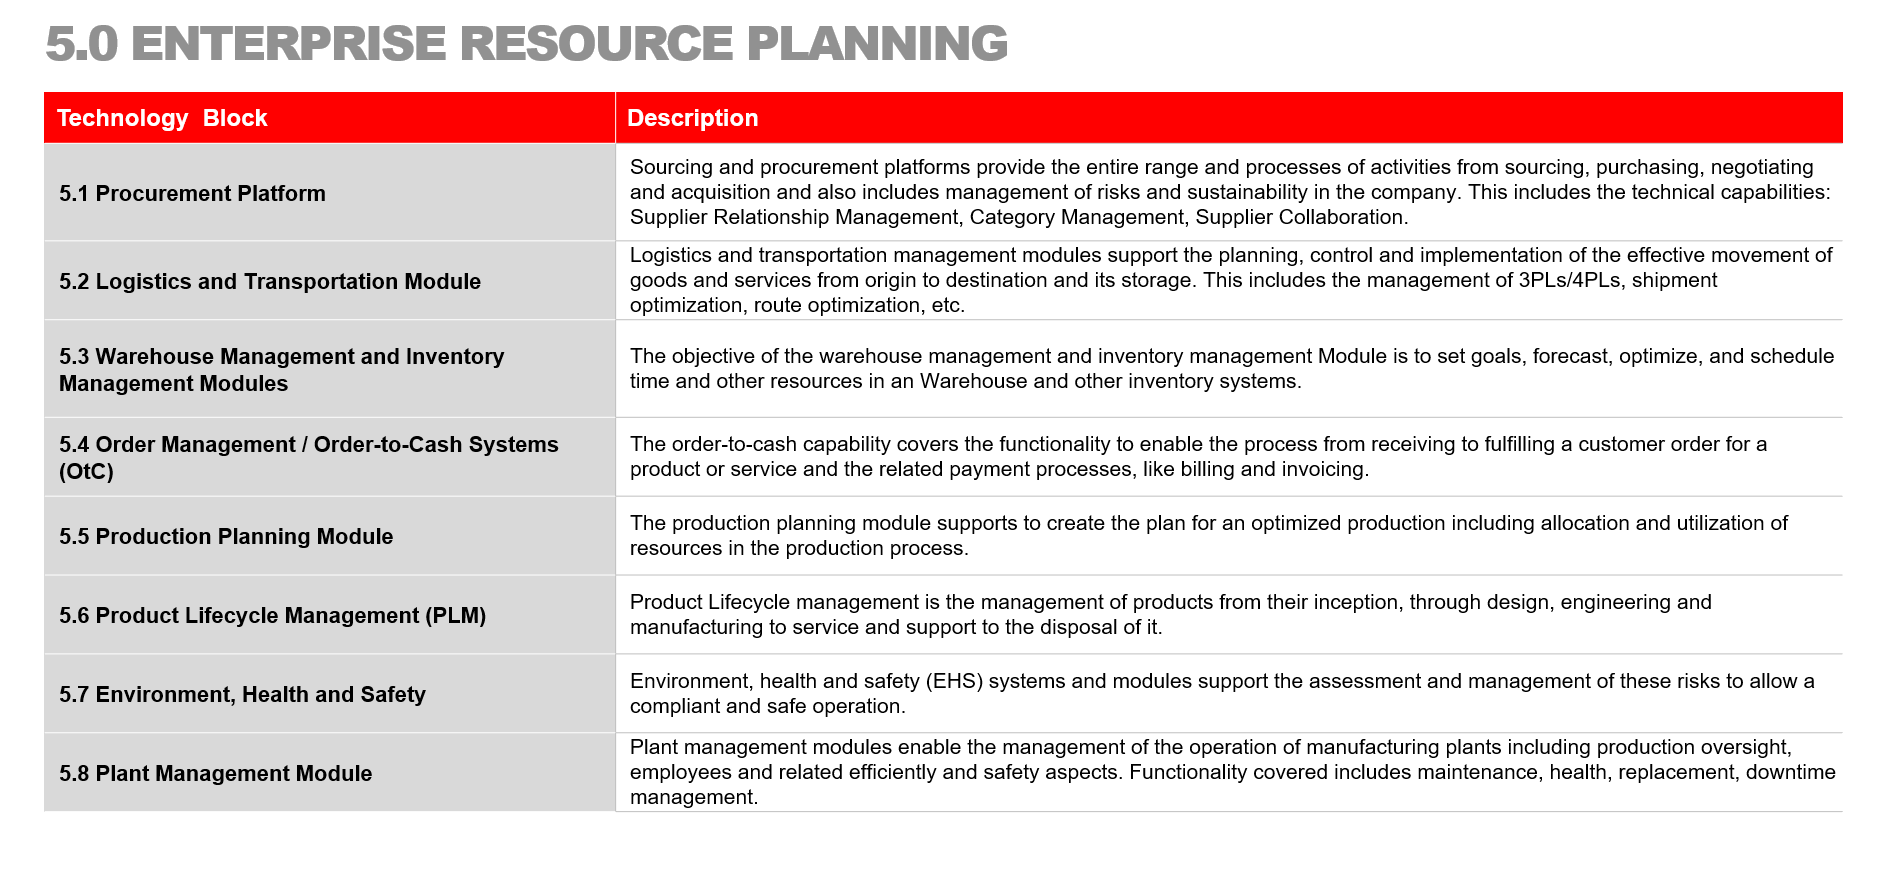 5.0 ENTERPRISE RESOURCE PLANNING
Technology Block
Description
5.1 Procurement Platform
Sourcing and procurement platforms provide the entire range and processes of activities from sourcing, purchasing, negotiating
and acquisition and also includes management of risks and sustainability in the company. This includes the technical capabilities:
Supplier Relationship Management, Category Management, Supplier Collaboration.
5.2 Logistics and Transportation Module
Logistics and transportation management modules support the planning, control and implementation of the effective movement of
goods and services from origin to destination and its storage. This includes the management of 3PLs/4PLs, shipment
optimization, route optimization, etc.
5.3 Warehouse Management and Inventory
Management Modules
The objective of the warehouse management and inventory management Module is to set goals, forecast, optimize, and schedule
time and other resources in an Warehouse and other inventory systems.
5.4 Order Management / Order-to-Cash Systems
(OtC)
The order-to-cash capability covers the functionality to enable the process from receiving to fulfilling a customer order for a
product or service and the related payment processes, like billing and invoicing.
5.5 Production Planning Module
The production planning module supports to create the plan for an optimized production including allocation and utilization of
resources in the production process.
5.6 Product Lifecycle Management (PLM)
Product Lifecycle management is the management of products from their inception, through design, engineering and
manufacturing to service and support to the disposal of it.
5.7 Environment, Health and Safety
Environment, health and safety (EHS) systems and modules support the assessment and management of these risks to allow a
compliant and safe operation.
5.8 Plant Management Module
Plant management modules enable the management of the operation of manufacturing plants including production oversight,
employees and related efficiently and safety aspects. Functionality covered includes maintenance, health, replacement, downtime
management.